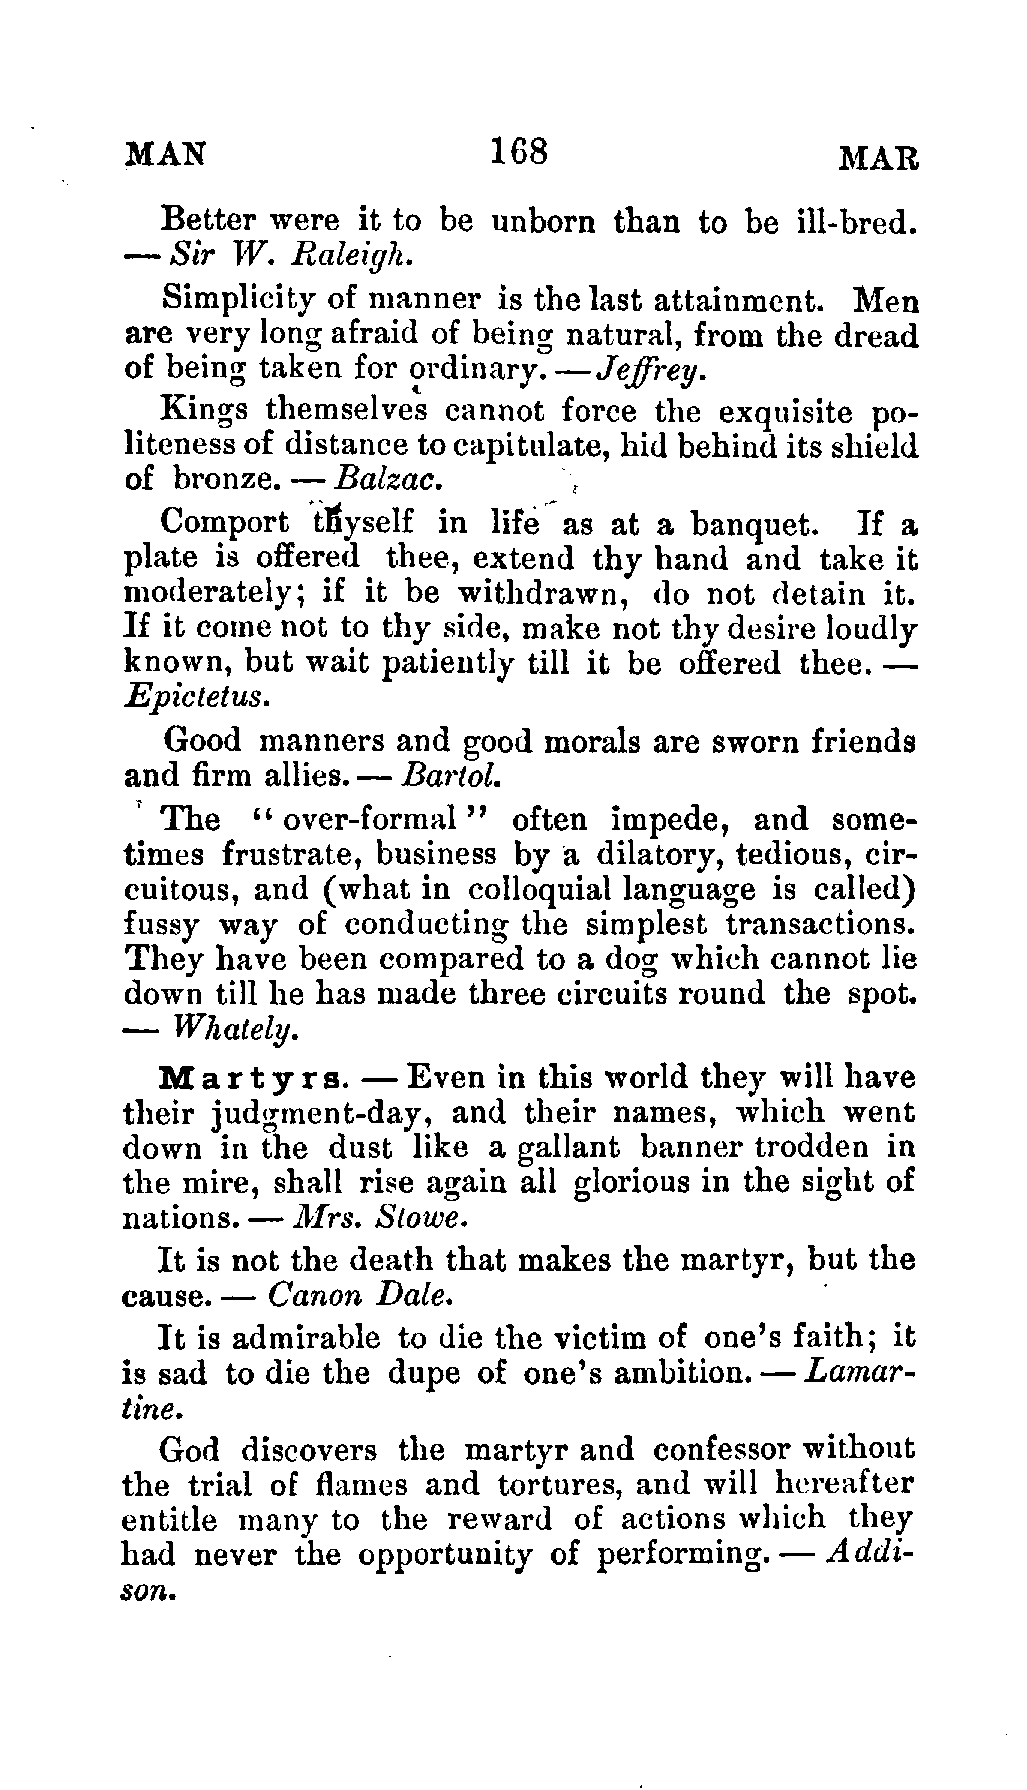 MAN 168 MAR
Better were it to be unborn than to be ill-bred.
— Sir W. Raleigh.
Simplicity of manner is the last attainment. Men
are very long afraid of being natural, from the dread
of being taken for ordinary. — Jeffrey.
Kings themselves cannot force the exquisite po-
liteness of distance to capitulate, hid behind its shield
of bronze. — Balzac.
Comport thyself in life as at a banquet. If a
plate is offered thee, extend thy hand and take it
moderately; if it be withdrawn, do not detain it.
If it come not to thy side, make not thy desire loudly
known, but wait patiently till it be offered thee. —
Epictetus.
Good manners and good morals are sworn friends
and firm allies. — Bartol.
The " over-formal " often impede, and some-
times frustrate, business by a dilatory, tedious, cir-
cuitous, and (what in colloquial language is called)
fussy way of conducting the simplest transactions.
They have been compared to a dog which cannot lie
down till he has made three circuits round the spot.
— Whately.
Martyrs. — Even in this world they will have
their judgment-day, and their names, which went
down in the dust like a gallant banner trodden in
the mire, shall rise again all glorious in the sight of
nations. — Mrs. Stowe.
It is not the death that makes the martyr, but the
cause. — Canon Dale.
It is admirable to die the victim of one's faith; it
is sad to die the dupe of one's ambition. — Lamar-
tine.
God discovers the martyr and confessor without
the trial of flames and tortures, and will hereafter
entitle many to the reward of actions which they
had never the opportunity of performing. — Addi-
son.